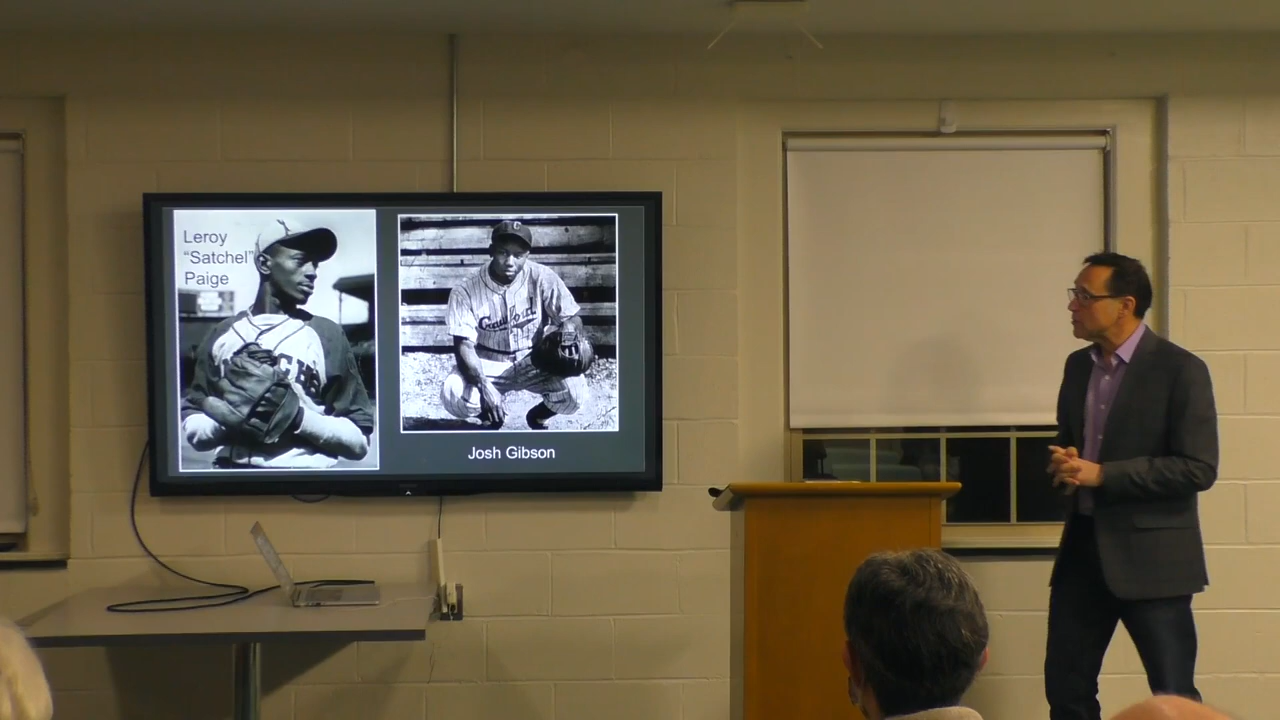 Leroy
“Satchel”
Paige
C
Josh Gibson